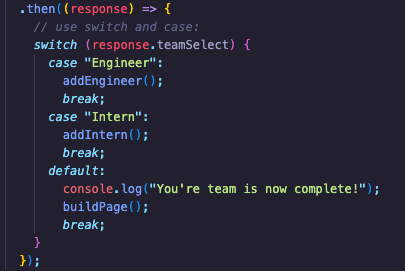 .then((response) => {
// use switch and case:
switch (response.teamSelect) {
case "Engineer":
addEngineer();
break;
case "Intern":
addIntern();
break;
default:
console.log("You're team is now complete!");
buildPage();
break;
}
});